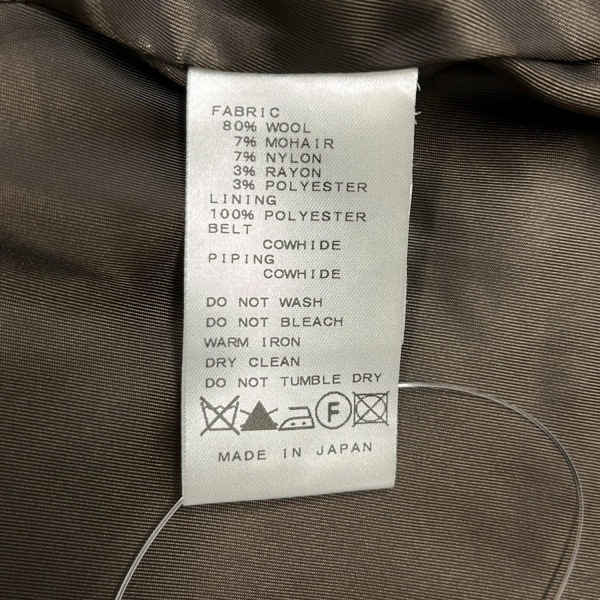 FABRIC
80% WOOL
7% MOHAIR
7% NYLON
3% RAYON
3% POLYESTER
LINING
100% POLYESTER
BELT
COWHIDE
PIPING
COWHIDE
DO NOT WASH
DO NOT BLEACH
WARM IRON
DRY CLEAN
DO NOT TUMBLE DRY
F
MADE IN JAPAN